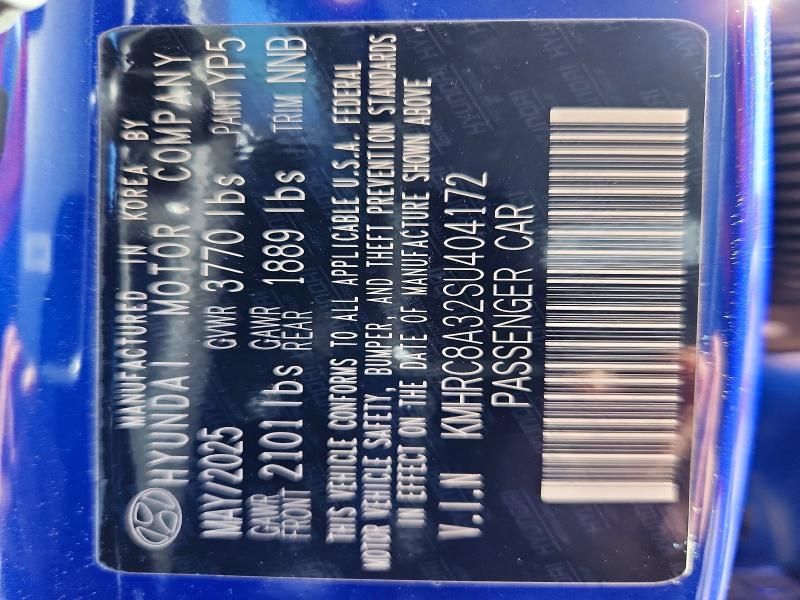 MANUFACTURED IN KOREA BY
HYUNDAI MOTOR COMPANY
MAY/2025 GVWR 3770 lbs PAINT YP5
GAWR FRONT 2101 lbs GAWR REAR 1889 lbs TRIM NNB
THIS VEHICLE CONFORMS TO ALL APPLICABLE U.S.A. FEDERAL
MOTOR VEHICLE SAFETY, BUMPER, AND THEFT PREVENTION STANDARDS
IN EFFECT ON THE DATE OF MANUFACTURE SHOWN ABOVE
V.I.N KMHRC8A32SU404172
PASSENGER CAR